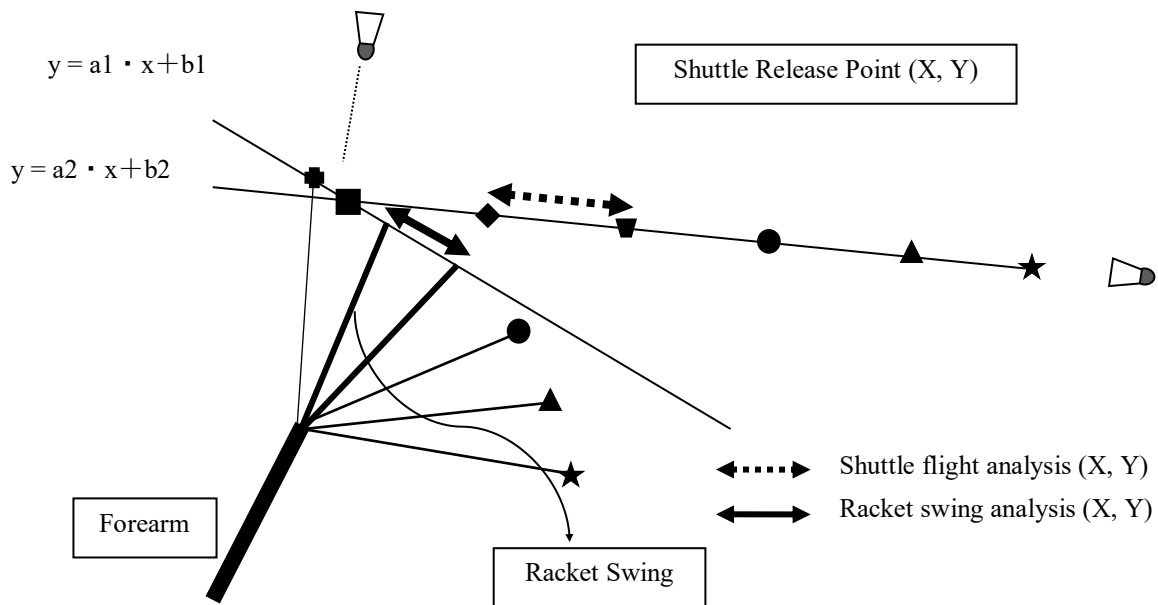 y = a1・x＋b1
Shuttle Release Point (X, Y)
y = a2・x＋b2
Shuttle flight analysis (X, Y)
Racket swing analysis (X, Y)
Forearm
Racket Swing